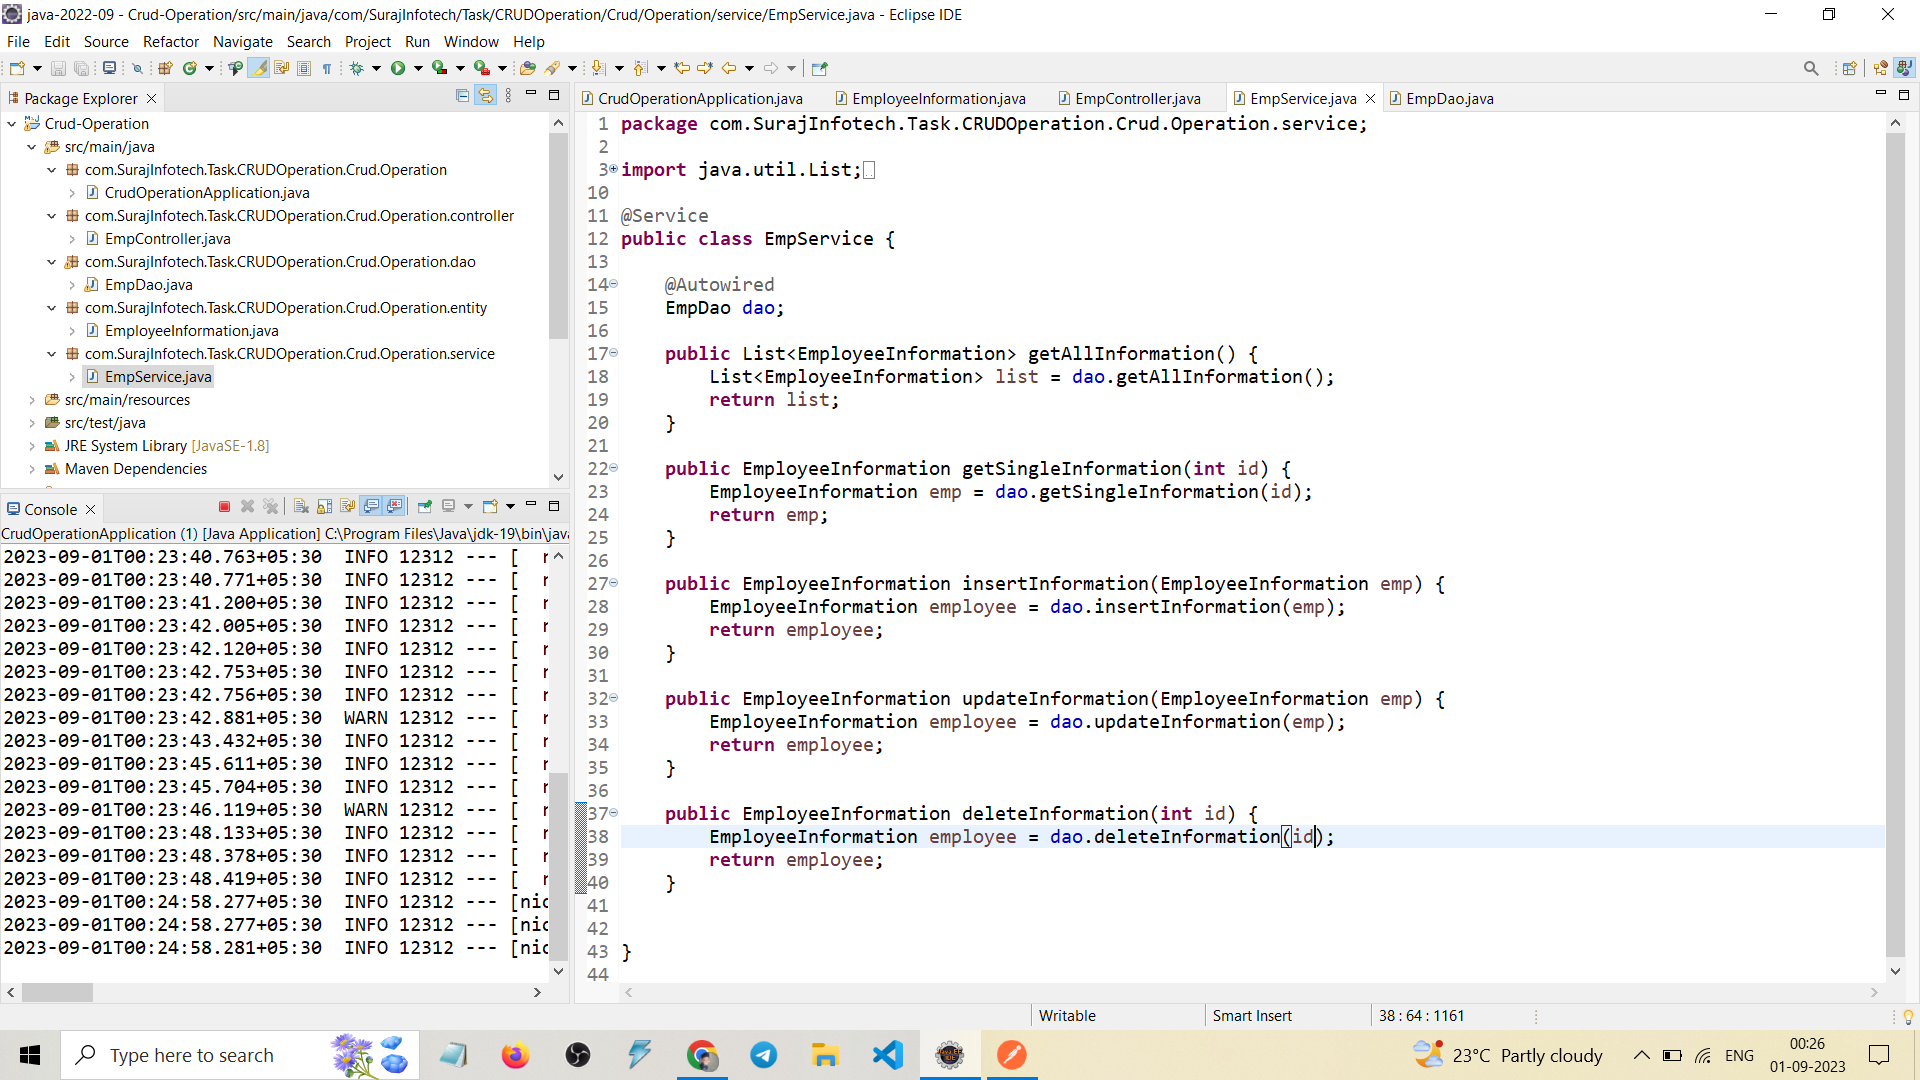 java-2022-09 - Crud-Operation/src/main/java/com/SurajInfotech/Task/CRUDOperation/Crud/Operation/service/EmpService.java - Eclipse IDE
File Edit Source Refactor Navigate Search Project Run Window Help
Package Explorer
Crud-Operation
src/main/java
com.SurajInfotech.Task.CRUDOperation.Crud.Operation
CrudOperationApplication.java
com.SurajInfotech.Task.CRUDOperation.Crud.Operation.controller
EmpController.java
com.SurajInfotech.Task.CRUDOperation.Crud.Operation.dao
EmpDao.java
com.SurajInfotech.Task.CRUDOperation.Crud.Operation.entity
EmployeeInformation.java
com.SurajInfotech.Task.CRUDOperation.Crud.Operation.service
EmpService.java
src/main/resources
src/test/java
JRE System Library [JavaSE-1.8]
Maven Dependencies
Console
CrudOperationApplication (1) [Java Application] C:\Program Files\Java\jdk-19\bin\java
2023-09-01T00:23:40.763+05:30 INFO 12312 --- [ r
2023-09-01T00:23:40.771+05:30 INFO 12312 --- [ r
2023-09-01T00:23:41.200+05:30 INFO 12312 --- [ r
2023-09-01T00:23:42.005+05:30 INFO 12312 --- [ r
2023-09-01T00:23:42.120+05:30 INFO 12312 --- [ r
2023-09-01T00:23:42.753+05:30 INFO 12312 --- [ r
2023-09-01T00:23:42.756+05:30 INFO 12312 --- [ r
2023-09-01T00:23:42.881+05:30 WARN 12312 --- [ r
2023-09-01T00:23:43.432+05:30 INFO 12312 --- [ r
2023-09-01T00:23:45.611+05:30 INFO 12312 --- [ r
2023-09-01T00:23:45.704+05:30 INFO 12312 --- [ r
2023-09-01T00:23:46.119+05:30 WARN 12312 --- [ r
2023-09-01T00:23:48.133+05:30 INFO 12312 --- [ r
2023-09-01T00:23:48.378+05:30 INFO 12312 --- [ r
2023-09-01T00:23:48.419+05:30 INFO 12312 --- [ r
2023-09-01T00:24:58.277+05:30 INFO 12312 --- [nio
2023-09-01T00:24:58.277+05:30 INFO 12312 --- [nio
2023-09-01T00:24:58.281+05:30 INFO 12312 --- [nio
CrudOperationApplication.java EmployeeInformation.java EmpController.java EmpService.java EmpDao.java
1 package com.SurajInfotech.Task.CRUDOperation.Crud.Operation.service;
2
3 import java.util.List;
10
11 @Service
12 public class EmpService {
13
14 @Autowired
15 EmpDao dao;
16
17 public List<EmployeeInformation> getAllInformation() {
18 List<EmployeeInformation> list = dao.getAllInformation();
19 return list;
20 }
21
22 public EmployeeInformation getSingleInformation(int id) {
23 EmployeeInformation emp = dao.getSingleInformation(id);
24 return emp;
25 }
26
27 public EmployeeInformation insertInformation(EmployeeInformation emp) {
28 EmployeeInformation employee = dao.insertInformation(emp);
29 return employee;
30 }
31
32 public EmployeeInformation updateInformation(EmployeeInformation emp) {
33 EmployeeInformation employee = dao.updateInformation(emp);
34 return employee;
35 }
36
37 public EmployeeInformation deleteInformation(int id) {
38 EmployeeInformation employee = dao.deleteInformation(id);
39 return employee;
40 }
41
42
43 }
44
Writable Smart Insert 38 : 64 : 1161
Type here to search
23°C Partly cloudy
ENG
00:26
01-09-2023